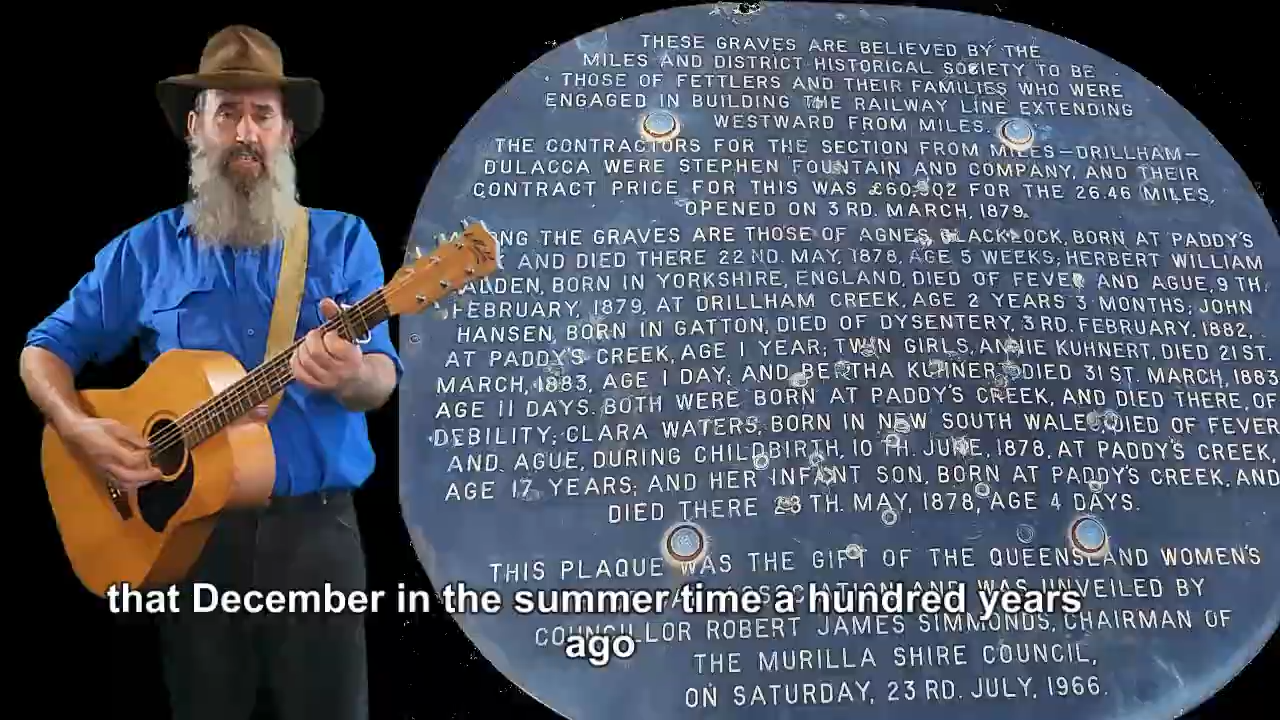 THESE GRAVES ARE BELIEVED BY THE
MILES AND DISTRICT HISTORICAL SOCIETY TO BE
THOSE OF FETTLERS AND THEIR FAMILIES WHO WERE
ENGAGED IN BUILDING THE RAILWAY LINE EXTENDING
WESTWARD FROM MILES.
THE CONTRACTORS FOR THE SECTION FROM MILES-DRILLHAM-
DULACCA WERE STEPHEN FOUNTAIN AND COMPANY, AND THEIR
CONTRACT PRICE FOR THIS WAS FOR THE 26.46 MILES,
OPENED ON 3RD. MARCH, 1879.
AMONG THE GRAVES ARE THOSE OF AGNES BLACKLOCK, BORN AT PADDY'S
AND DIED THERE 22 ND. MAY, 1878, AGE 5 WEEKS; HERBERT WILLIAM
BORN IN YORKSHIRE, ENGLAND, DIED OF FEVER AND AGUE, 9 TH.
FEBRUARY, 1879, AT DRILLHAM CREEK, AGE 2 YEARS 3 MONTHS; JOHN
HANSEN, BORN IN GATTON, DIED OF DYSENTERY, 3RD. FEBRUARY, 1882,
AT PADDY'S CREEK, AGE 1 YEAR; TWIN GIRLS, ANNIE KUHNERT, DIED 21ST.
MARCH, 1883, AGE 1 DAY; AND BERTHA KUHNERT, DIED 31ST. MARCH, 1883
AGE 11 DAYS. BOTH WERE BORN AT PADDY'S CREEK, AND DIED THERE, OF
DEBILITY; CLARA WATERS, BORN IN NEW SOUTH WALES, DIED OF FEVER
AND AGUE, DURING CHILDBIRTH, 10 TH. JUNE, 1878, AT PADDY'S CREEK,
AGE 17 YEARS; AND HER INFANT SON, BORN AT PADDY'S CREEK, AND
DIED THERE 23 TH. MAY, 1878, AGE 4 DAYS.
THIS PLAQUE WAS THE GIFT OF THE QUEENSLAND WOMEN'S
ASSOCIATION AND WAS UNVEILED BY
that December in the summer time a hundred years
COUNCILLOR ROBERT JAMES SIMMONDS, CHAIRMAN OF
ago
THE MURILLA SHIRE COUNCIL,
ON SATURDAY, 23 RD. JULY, 1966.